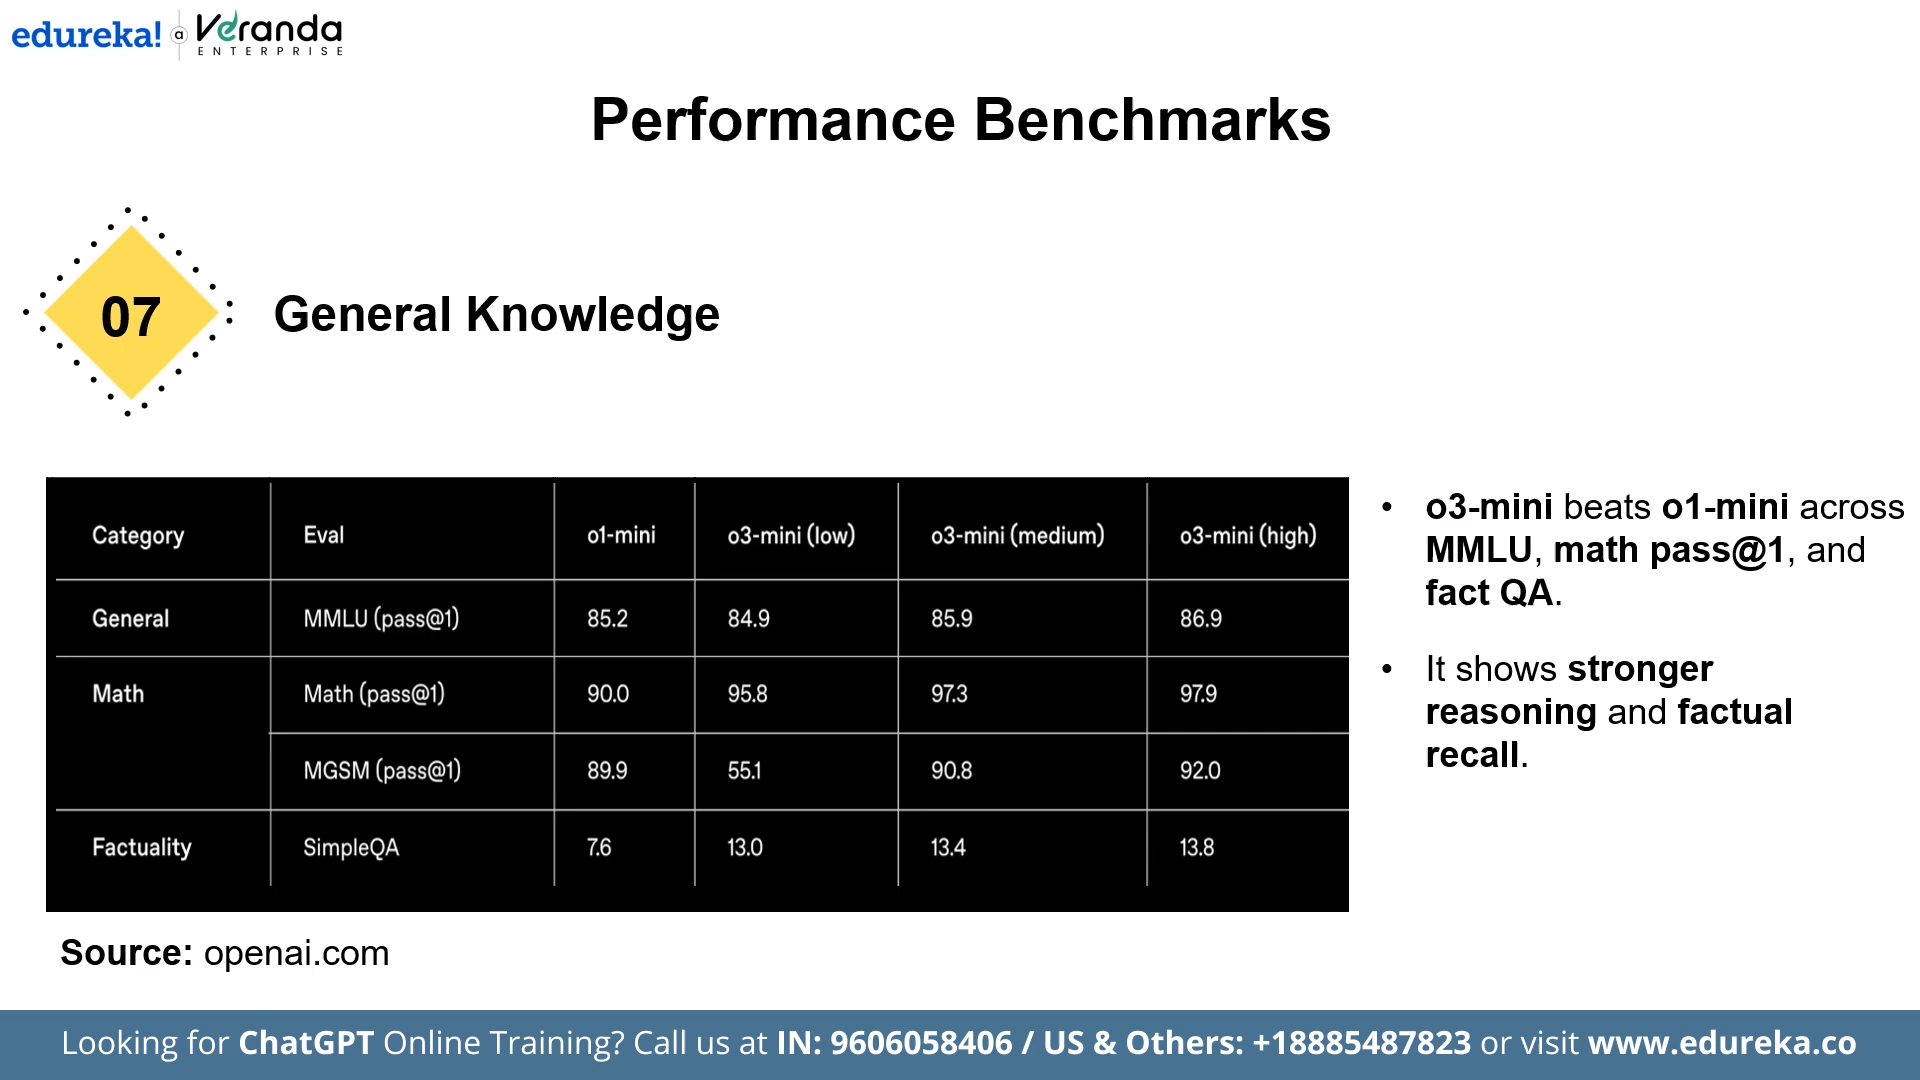 edureka! a Veranda
ENTERPRISE
Performance Benchmarks
07
General Knowledge
Category Eval o1-mini o3-mini (low) o3-mini (medium) o3-mini (high)
General MMLU (pass@1) 85.2 84.9 85.9 86.9
Math Math (pass@1) 90.0 95.8 97.3 97.9
MGSM (pass@1) 89.9 55.1 90.8 92.0
Factuality SimpleQA 7.6 13.0 13.4 13.8
• o3-mini beats o1-mini across
MMLU, math pass@1, and
fact QA.
• It shows stronger
reasoning and factual
recall.
Source: openai.com
Looking for ChatGPT Online Training? Call us at IN: 9606058406 / US & Others: +18885487823 or visit www.edureka.co